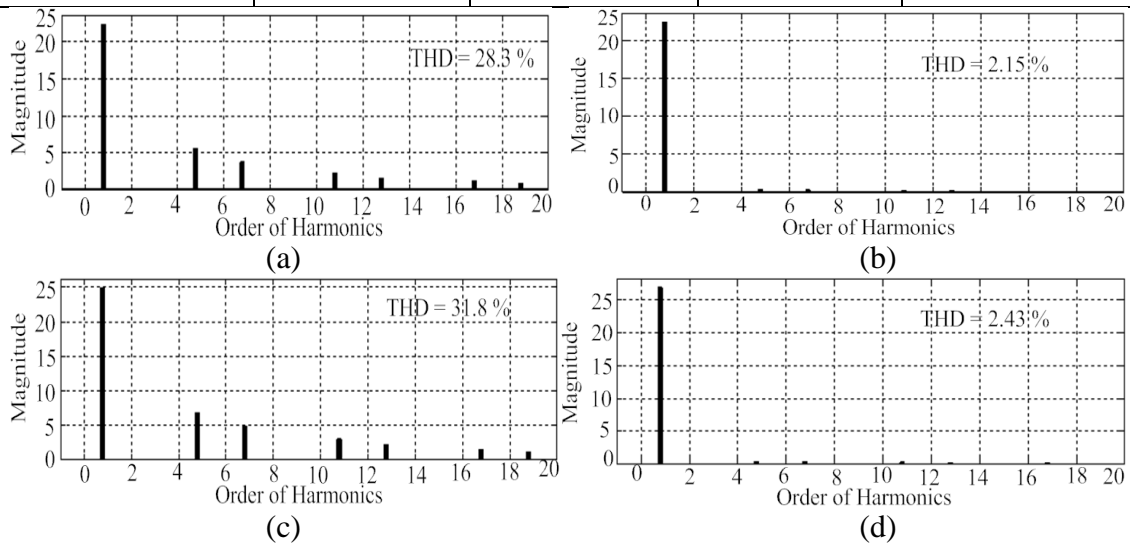 25
20
15
10
5
0
Magnitude
THD = 28.3 %
0 2 4 6 8 10 12 14 16 18 20
Order of Harmonics
(a)
25
20
15
10
5
0
Magnitude
THD = 2.15 %
0 2 4 6 8 10 12 14 16 18 20
Order of Harmonics
(b)
25
20
15
10
5
0
Magnitude
THD = 31.8 %
0 2 4 6 8 10 12 14 16 18 20
Order of Harmonics
(c)
25
20
15
10
5
0
Magnitude
THD = 2.43 %
0 2 4 6 8 10 12 14 16 18 20
Order of Harmonics
(d)